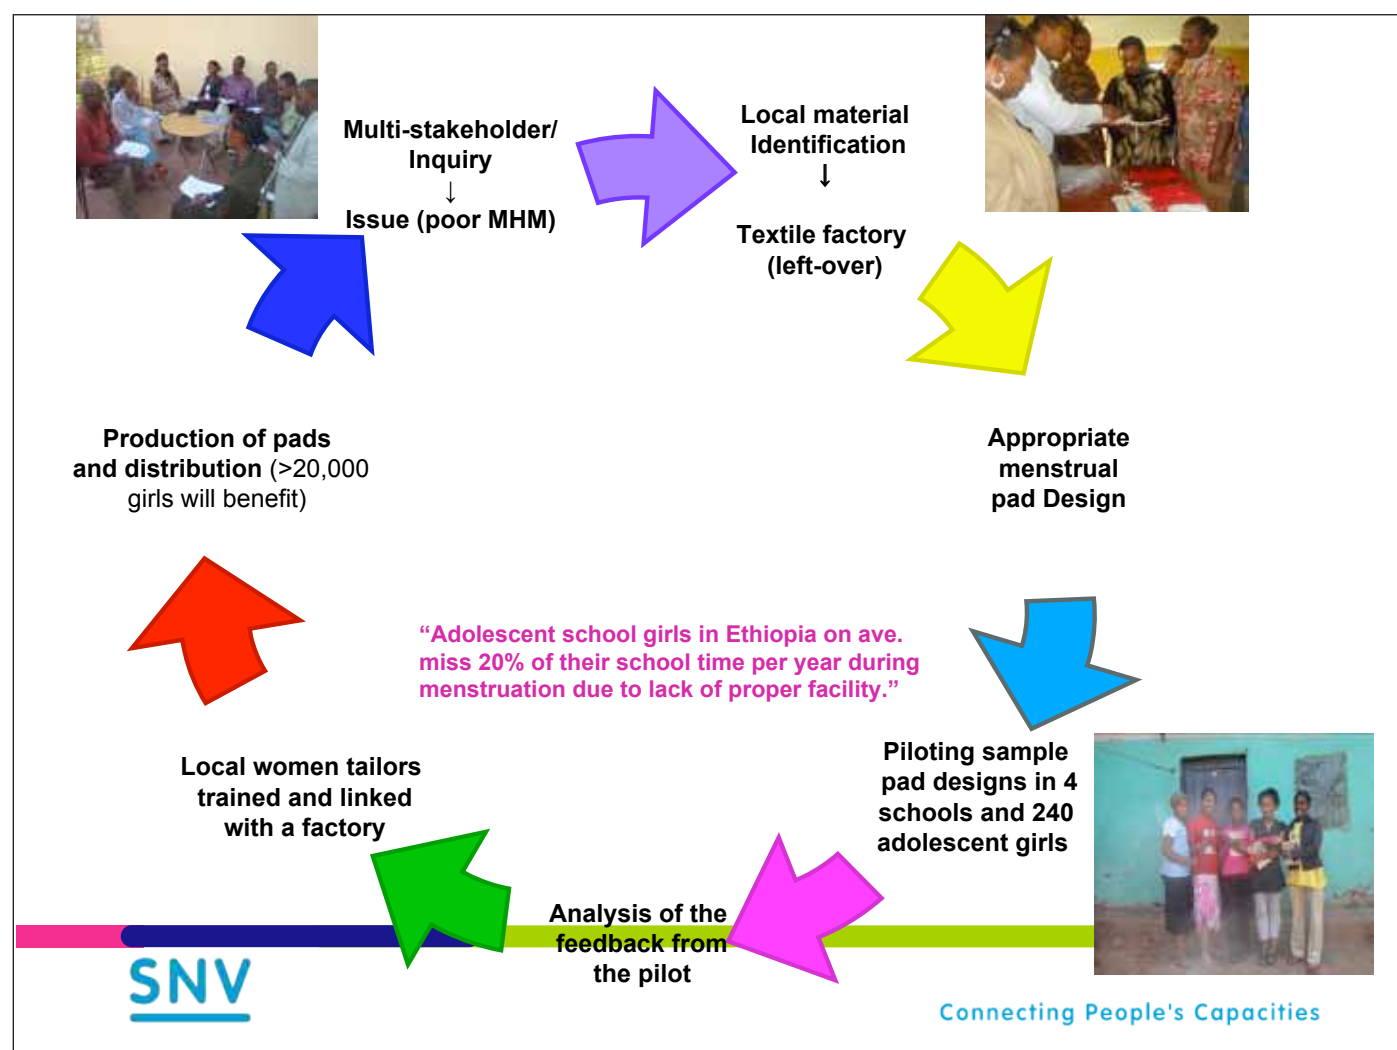 Multi-stakeholder/
Inquiry
↓
Issue (poor MHM)
Local material
Identification
↓
Textile factory
(left-over)
Appropriate
menstrual
pad Design
Piloting sample
pad designs in 4
schools and 240
adolescent girls
Analysis of the
feedback from
the pilot
Local women tailors
trained and linked
with a factory
Production of pads
and distribution (>20,000
girls will benefit)
“Adolescent school girls in Ethiopia on ave.
miss 20% of their school time per year during
menstruation due to lack of proper facility.”
SNV
Connecting People's Capacities